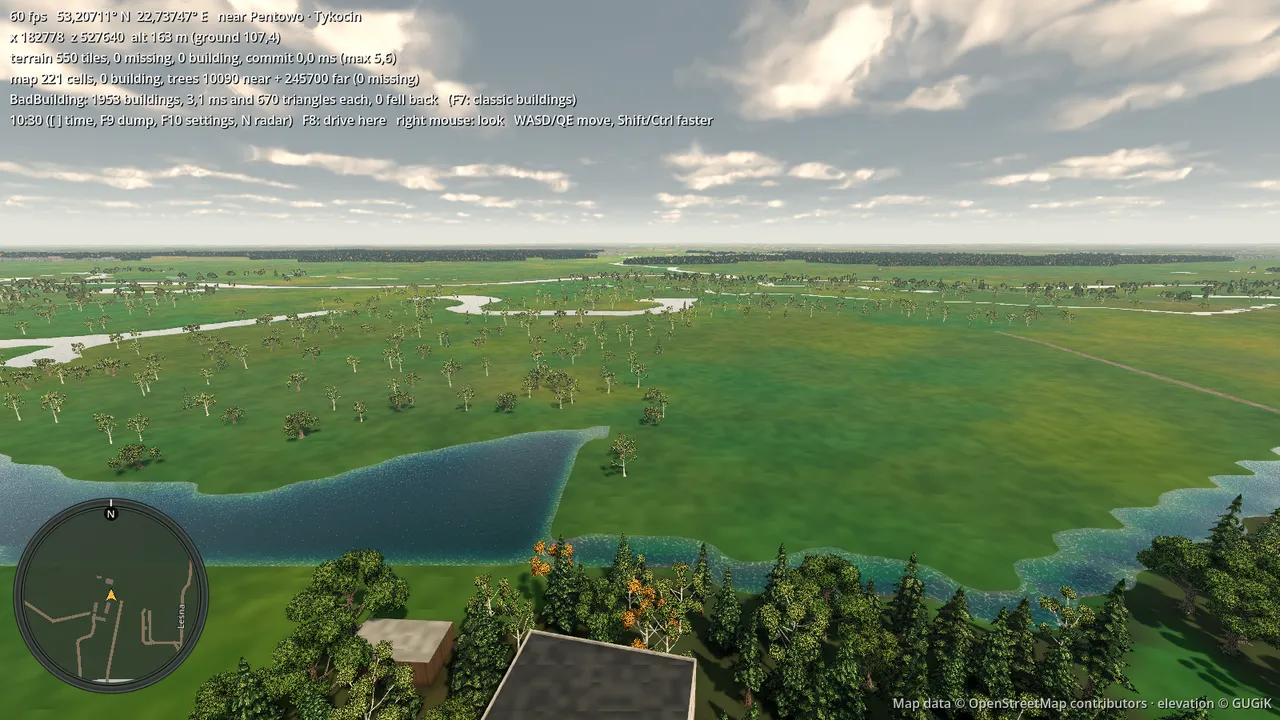 60 fps 53,20711° N 22,73747° E near Pentowo · Tykocin
x 182778 z 527640 alt 163 m (ground 107,4)
terrain 550 tiles, 0 missing, 0 building, commit 0,0 ms (max 5,6)
map 221 cells, 0 building, trees 10090 near + 245700 far (0 missing)
BadBuilding: 1953 buildings, 3,1 ms and 670 triangles each, 0 fell back (F7: classic buildings)
10:30 ([ ] time, F9 dump, F10 settings, N radar) F8: drive here right mouse: look WASD/QE move, Shift/Ctrl faster
N
Leśna
Map data © OpenStreetMap contributors · elevation © GUGiK